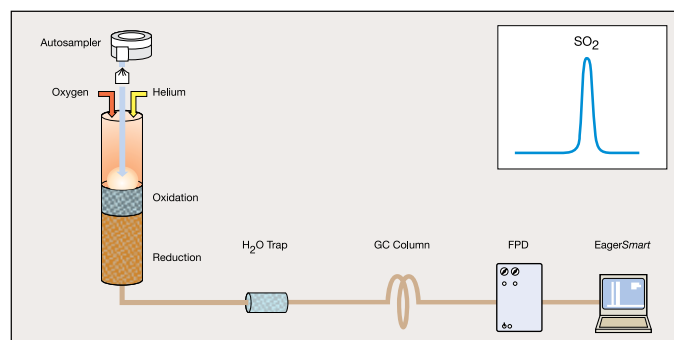 Autosampler
SO₂
Oxygen
Helium
Oxidation
Reduction
H₂O Trap
GC Column
FPD
EagerSmart